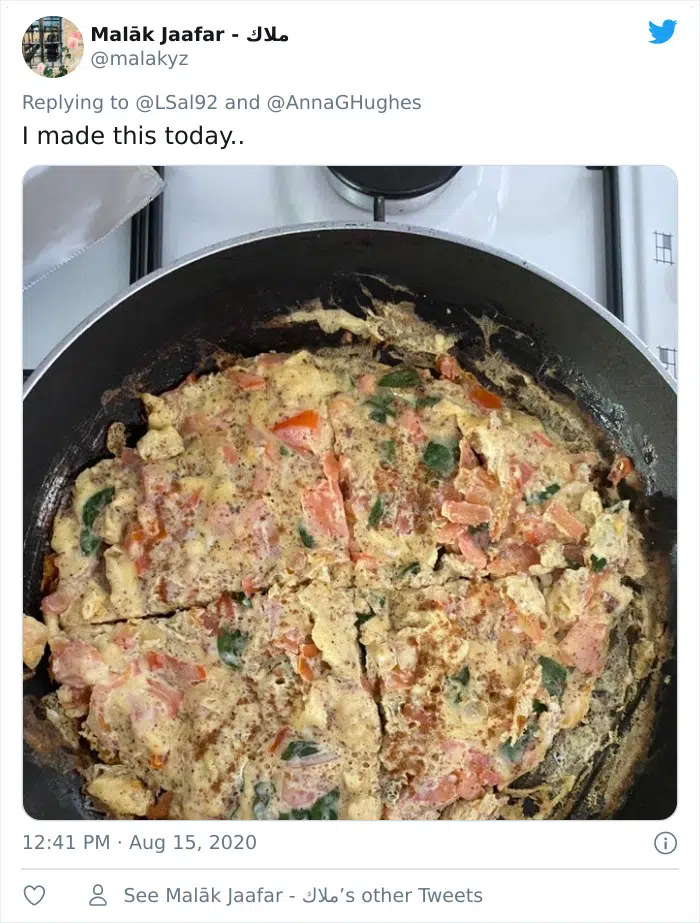 Malāk Jaafar - ملاك
@malakyz
Replying to @LSal92 and @AnnaGHughes
I made this today..
12:41 PM · Aug 15, 2020
See Malāk Jaafar - ملاك’s other Tweets